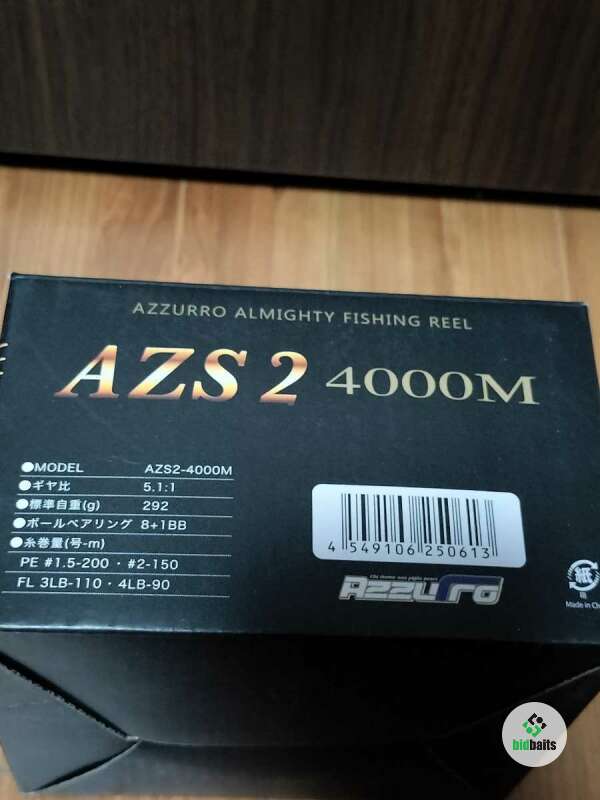 AZZURRO ALMIGHTY FISHING REEL
AZS 2 4000M
●MODEL AZS2-4000M
●ギヤ比 5.1:1
●標準自重(g) 292
●ボールベアリング 8+1BB
●糸巻量(号-m)
PE #1.5-200・#2-150
FL 3LB-110・4LB-90
4 549106 250613
Azzurro
紙
箱
Made in Ch
bidbaits